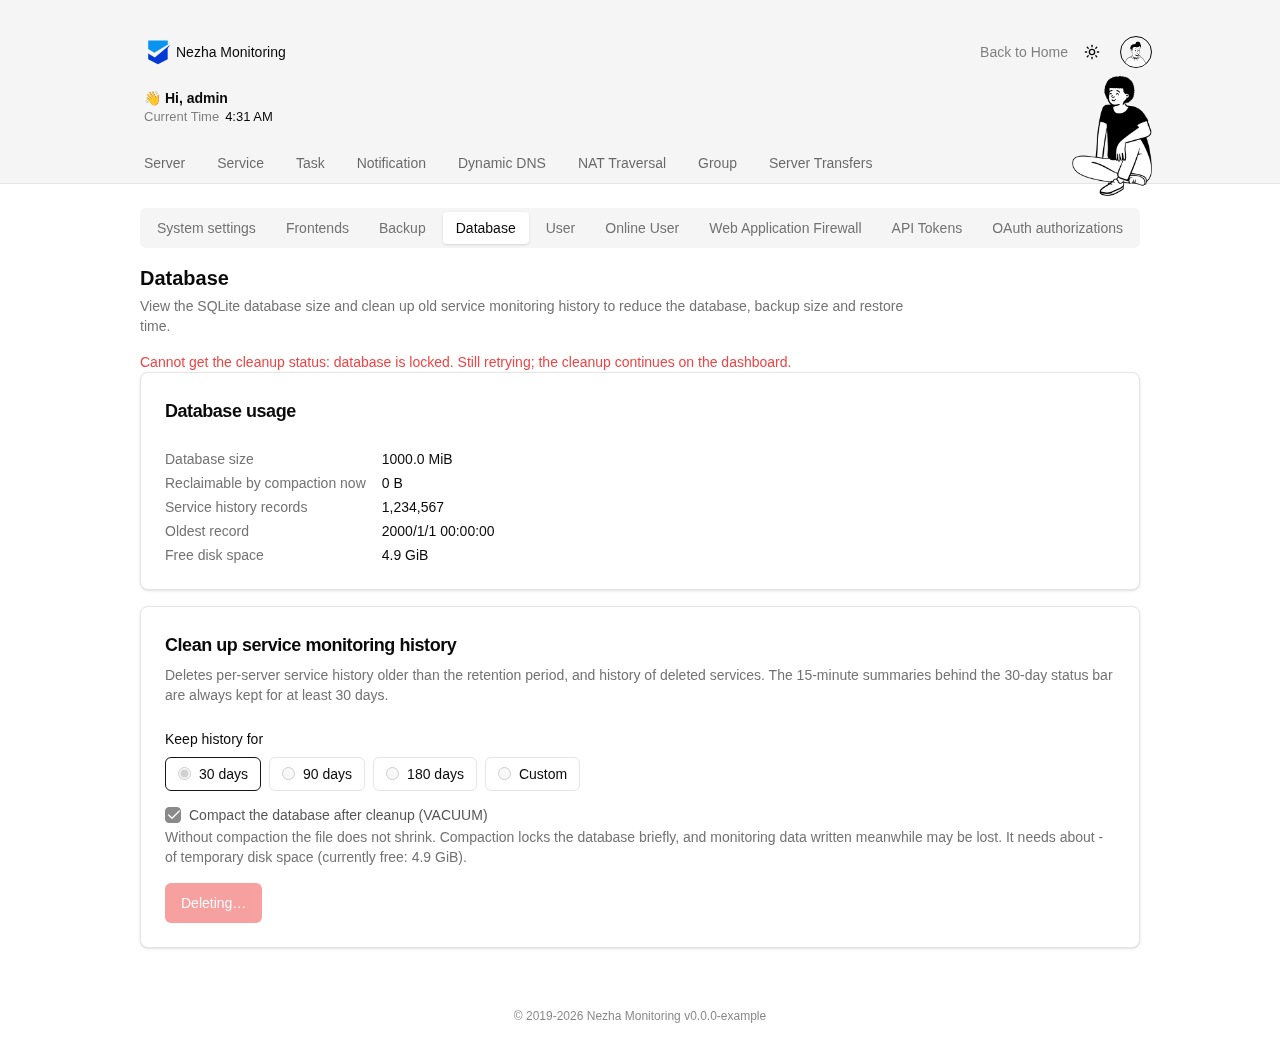 Nezha Monitoring
Back to Home
👋 Hi, admin
Current Time 4:31 AM
Server Service Task Notification Dynamic DNS NAT Traversal Group Server Transfers
System settings Frontends Backup Database User Online User Web Application Firewall API Tokens OAuth authorizations
Database
View the SQLite database size and clean up old service monitoring history to reduce the database, backup size and restore
time.
Cannot get the cleanup status: database is locked. Still retrying; the cleanup continues on the dashboard.
Database usage
Database size 1000.0 MiB
Reclaimable by compaction now 0 B
Service history records 1,234,567
Oldest record 2000/1/1 00:00:00
Free disk space 4.9 GiB
Clean up service monitoring history
Deletes per-server service history older than the retention period, and history of deleted services. The 15-minute summaries behind the 30-day status bar
are always kept for at least 30 days.
Keep history for
30 days 90 days 180 days Custom
Compact the database after cleanup (VACUUM)
Without compaction the file does not shrink. Compaction locks the database briefly, and monitoring data written meanwhile may be lost. It needs about -
of temporary disk space (currently free: 4.9 GiB).
Deleting…
© 2019-2026 Nezha Monitoring v0.0.0-example